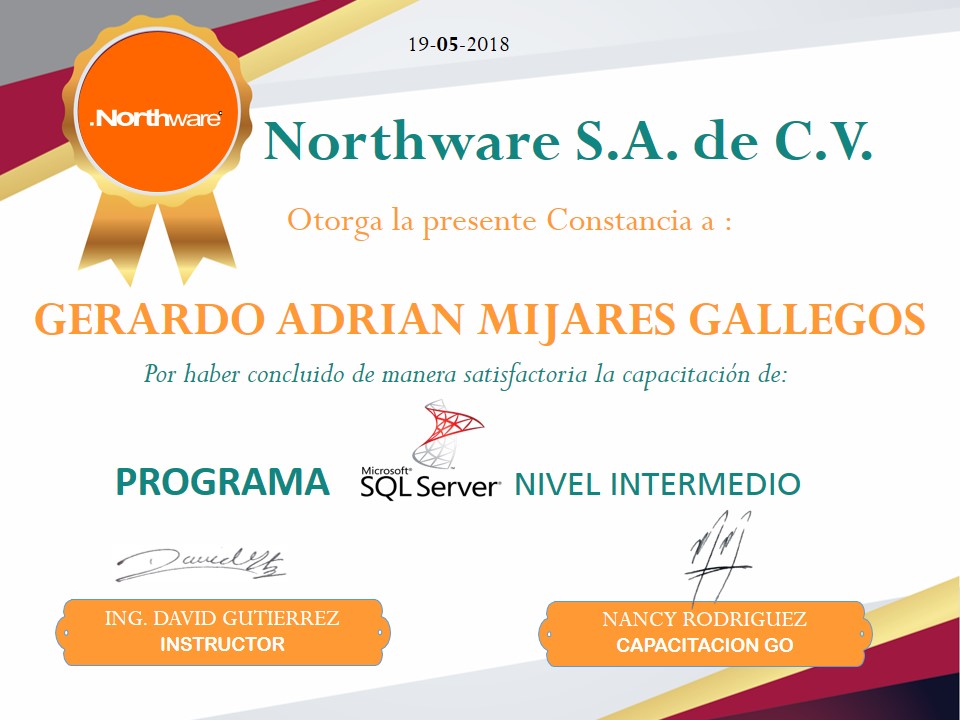 19-05-2018
.Northware
Northware S.A. de C.V.
Otorga la presente Constancia a :
GERARDO ADRIAN MIJARES GALLEGOS
Por haber concluido de manera satisfactoria la capacitación de:
PROGRAMA Microsoft® SQL Server® NIVEL INTERMEDIO
ING. DAVID GUTIERREZ
INSTRUCTOR
NANCY RODRIGUEZ
CAPACITACION GO